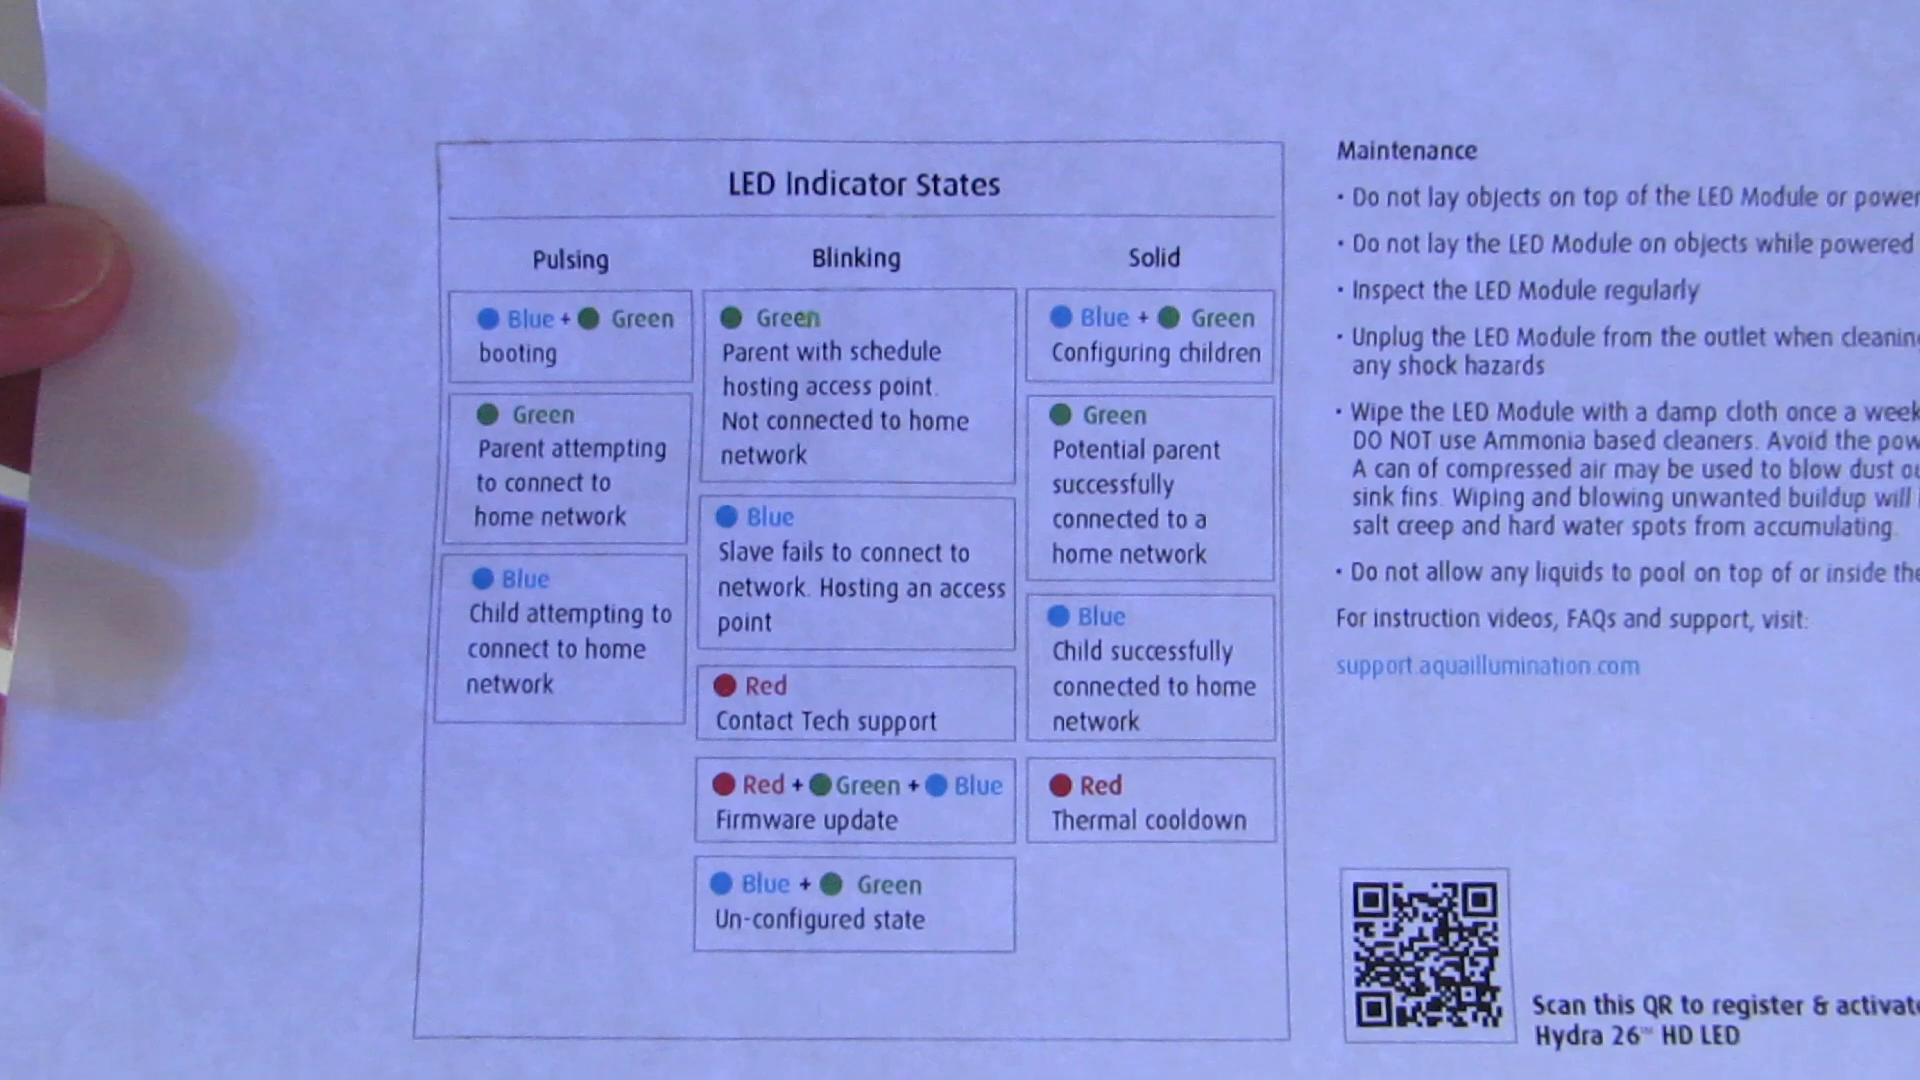 LED Indicator States
Pulsing
Blue + Green
booting
Green
Parent attempting
to connect to
home network
Blue
Child attempting to
connect to home
network
Blinking
Green
Parent with schedule
hosting access point.
Not connected to home
network
Blue
Slave fails to connect to
network. Hosting an access
point
Red
Contact Tech support
Red + Green + Blue
Firmware update
Blue + Green
Un-configured state
Solid
Blue + Green
Configuring children
Green
Potential parent
successfully
connected to a
home network
Blue
Child successfully
connected to home
network
Red
Thermal cooldown
Maintenance
• Do not lay objects on top of the LED Module or power
• Do not lay the LED Module on objects while powered
• Inspect the LED Module regularly
• Unplug the LED Module from the outlet when
any shock hazards
• Wipe the LED Module with a damp cloth once a week
DO NOT use Ammonia based cleaners. Avoid the
A can of compressed air may be used to blow dust
sink fins. Wiping and blowing unwanted buildup will
salt creep and hard water spots from accumulating.
• Do not allow any liquids to pool on top of or inside the
For instruction videos, FAQs and support, visit:
support.aquaillumination.com
Scan this QR to register & activate
Hydra 26™ HD LED